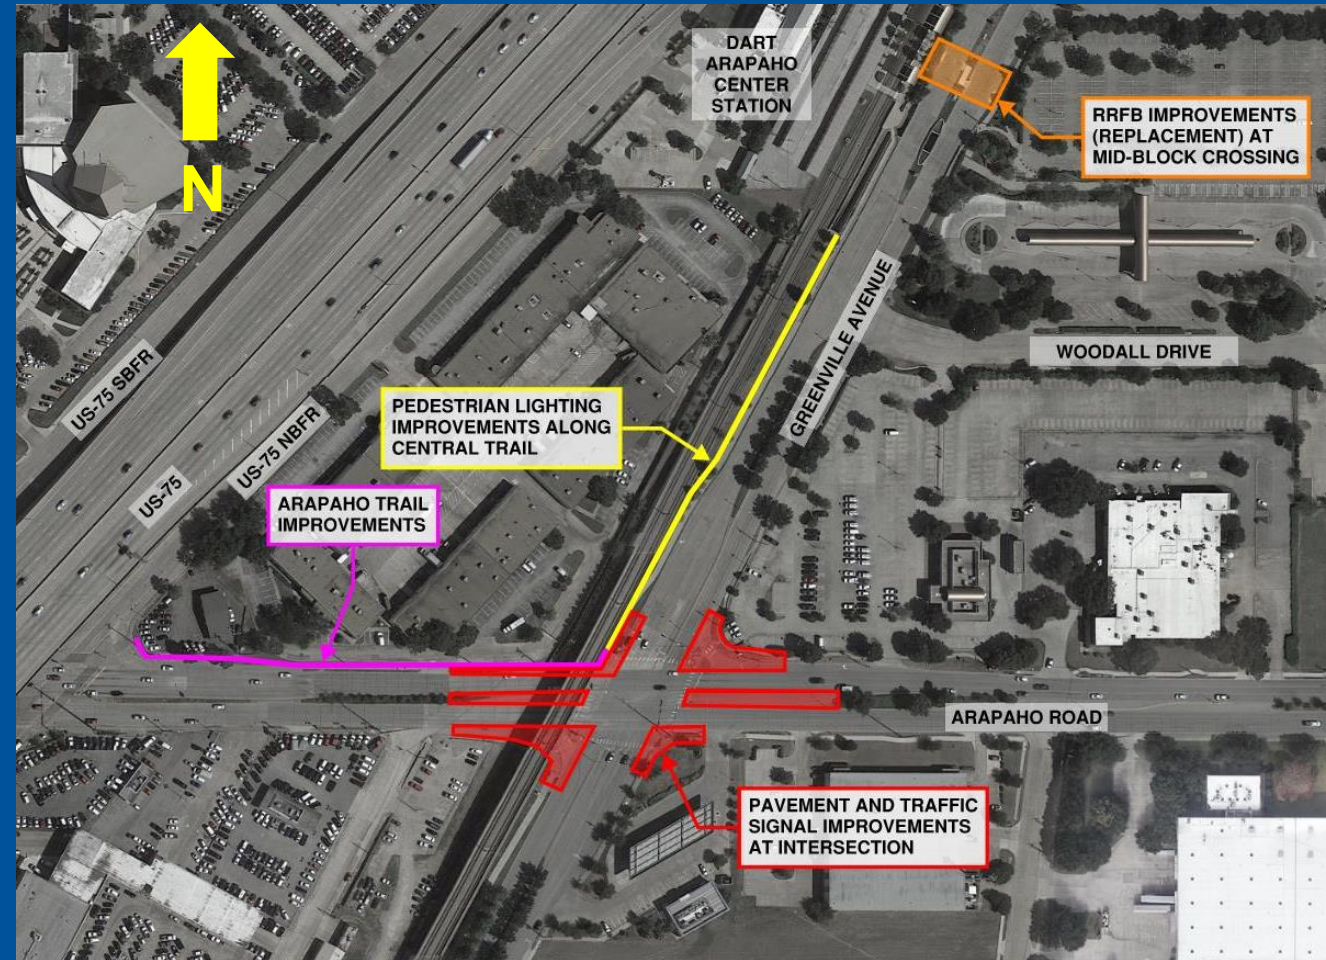 DART
ARAPAHO
CENTER
STATION
RRFB IMPROVEMENTS
(REPLACEMENT) AT
MID-BLOCK CROSSING
N
GREENVILLE AVENUE
WOODALL DRIVE
US-75 SBFR
US-75 NBFR
US-75
PEDESTRIAN LIGHTING
IMPROVEMENTS ALONG
CENTRAL TRAIL
ARAPAHO TRAIL
IMPROVEMENTS
ARAPAHO ROAD
PAVEMENT AND TRAFFIC
SIGNAL IMPROVEMENTS
AT INTERSECTION